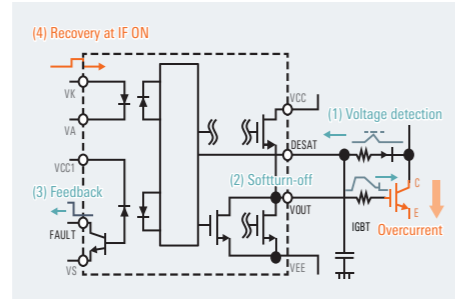 (4) Recovery at IF ON
VK
VCC
(1) Voltage detection
VA
DESAT
VCC1
(2) Softturn-off
C
(3) Feedback
VOUT
E
FAULT
IGBT
Overcurrent
VS
VEE